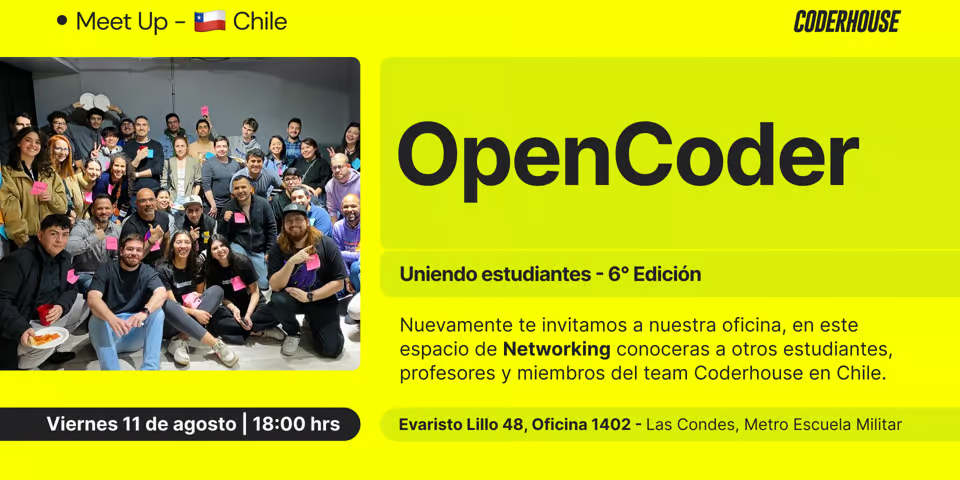 • Meet Up - 🇨🇱 Chile
CODERHOUSE
OpenCoder
Uniendo estudiantes - 6° Edición
Nuevamente te invitamos a nuestra oficina, en este
espacio de Networking conoceras a otros estudiantes,
profesores y miembros del team Coderhouse en Chile.
Viernes 11 de agosto | 18:00 hrs
Evaristo Lillo 48, Oficina 1402 - Las Condes, Metro Escuela Militar